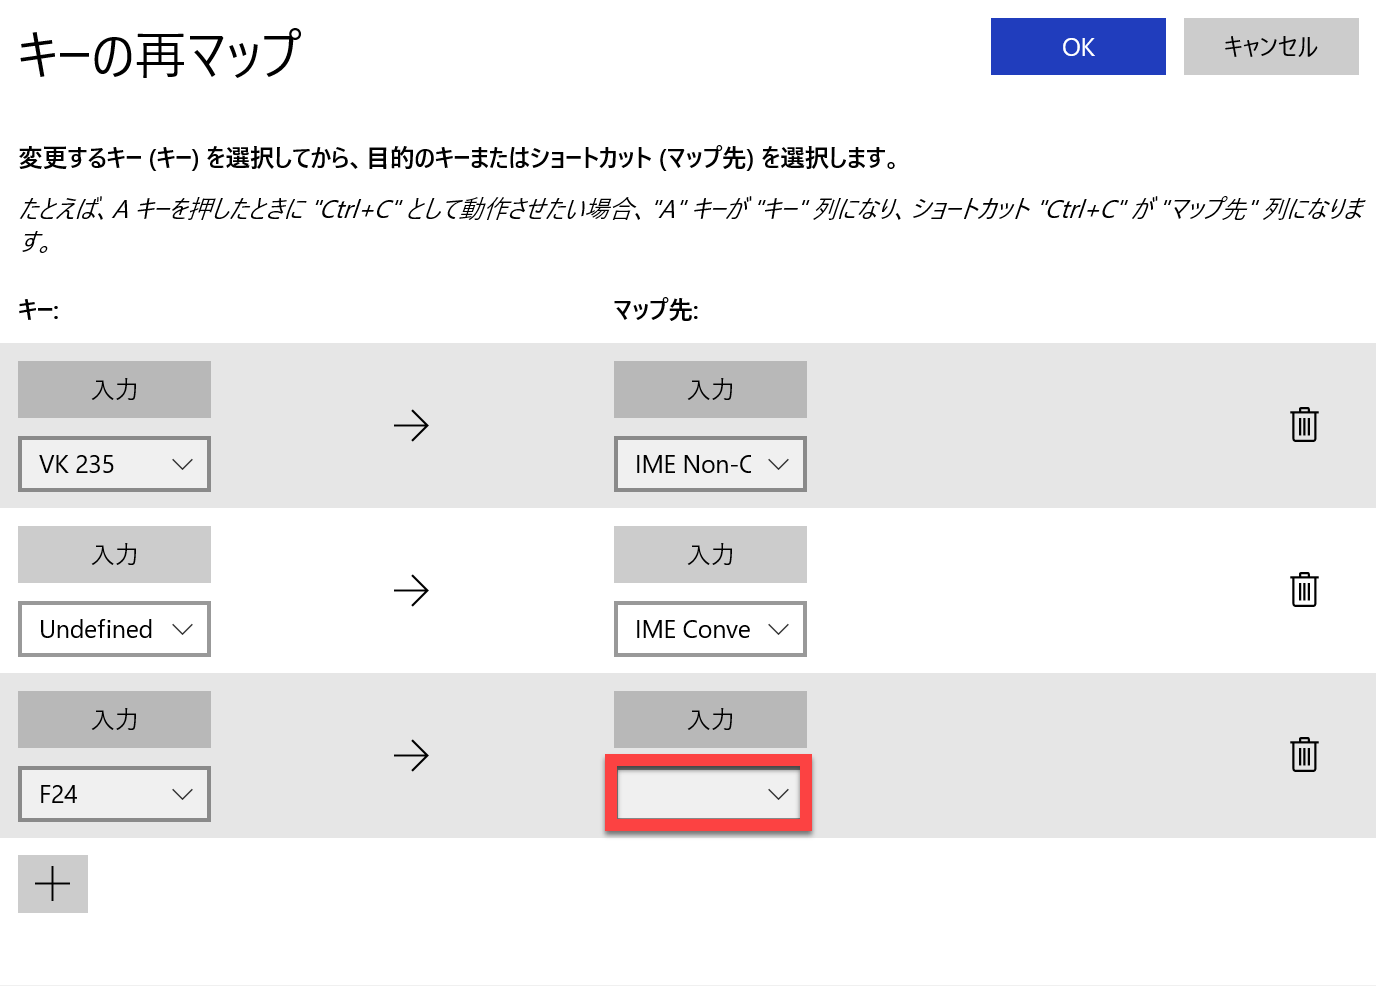 キーの再マップ
OK
キャンセル
変更するキー (キー) を選択してから、目的のキーまたはショートカット (マップ先) を選択します。
たとえば、A キーを押したときに "Ctrl+C" として動作させたい場合、"A" キーが "キー" 列になり、ショートカット "Ctrl+C" が "マップ先" 列になりま
す。
キー:
マップ先:
入力
入力
VK 235
IME Non-C
入力
入力
Undefined
IME Conve
入力
入力
F24